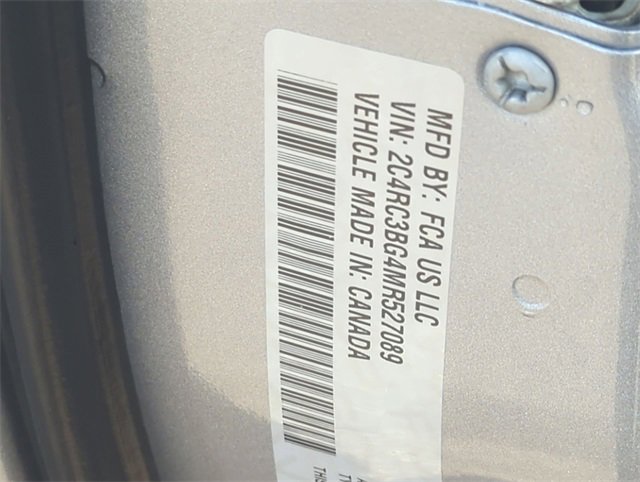 MFD BY: FCA US LLC
VIN: 2C4RC3BG4MR527089
VEHICLE MADE IN: CANADA